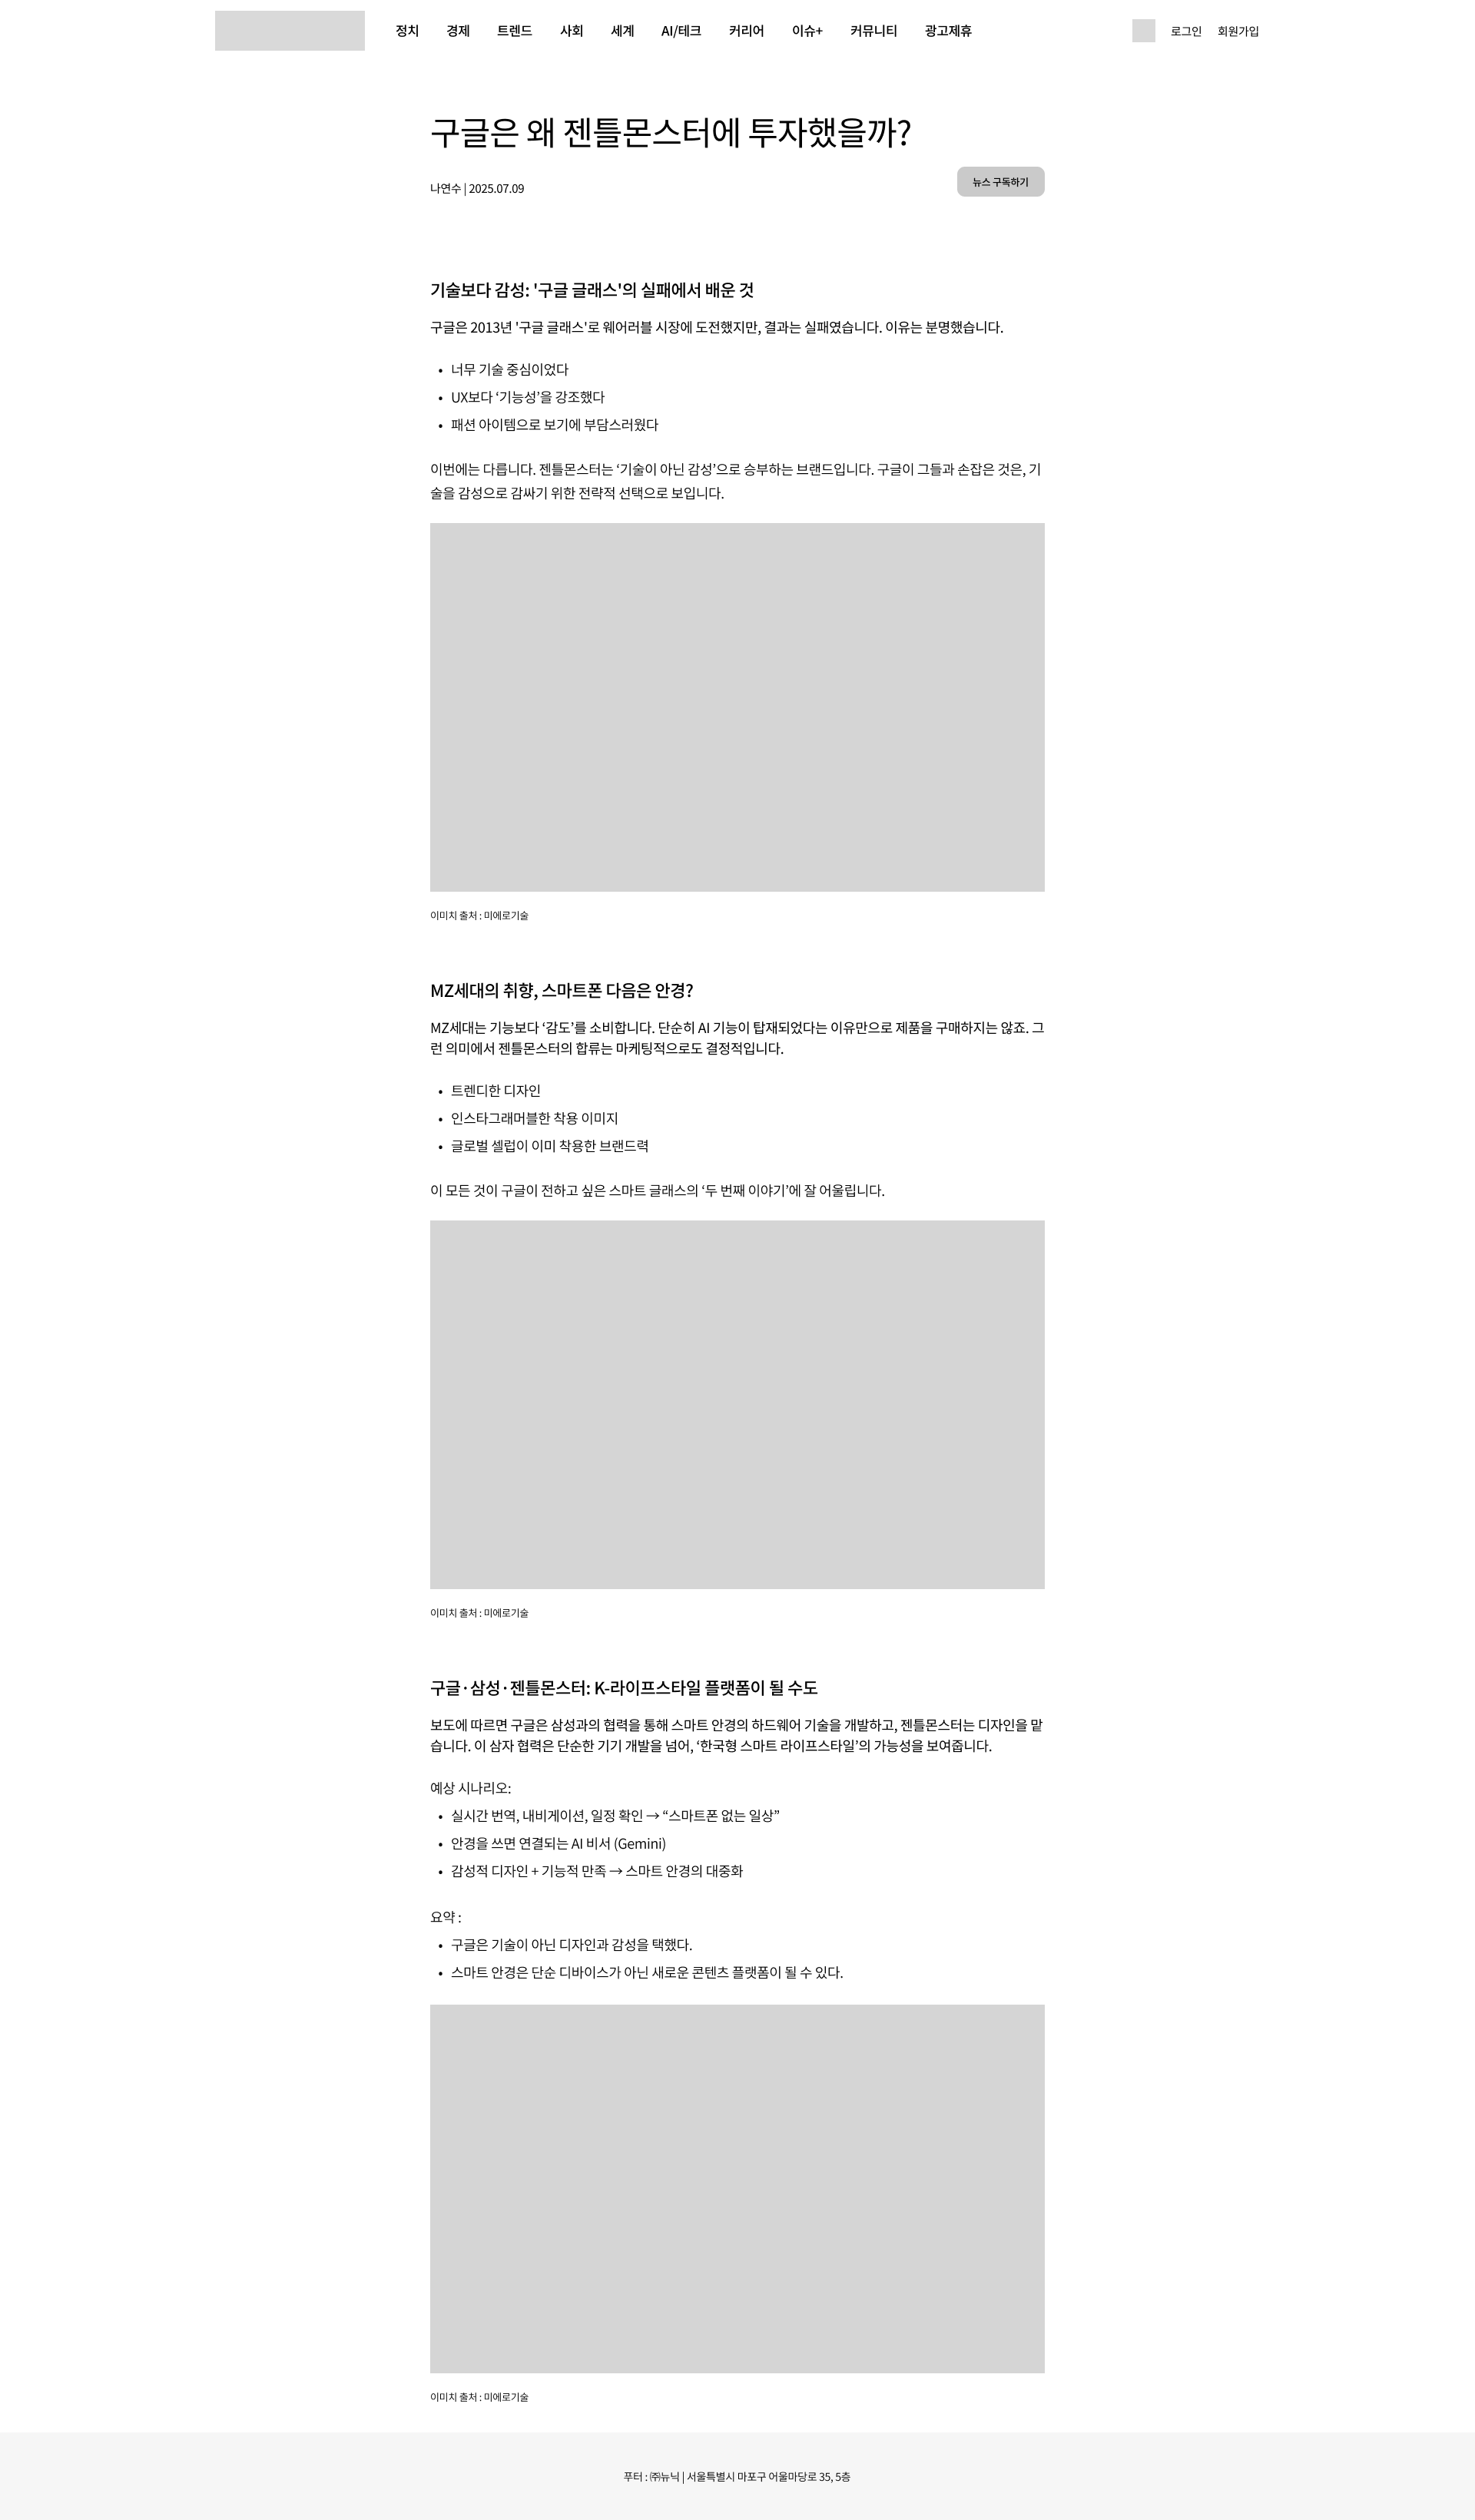 정치 경제 트렌드 사회 세계 AI/테크 커리어 이슈+ 커뮤니티 광고제휴 로그인 회원가입
구글은 왜 젠틀몬스터에 투자했을까?
나연수 | 2025.07.09
뉴스 구독하기
기술보다 감성: '구글 글래스'의 실패에서 배운 것
구글은 2013년 '구글 글래스'로 웨어러블 시장에 도전했지만, 결과는 실패였습니다. 이유는 분명했습니다.
• 너무 기술 중심이었다
• UX보다 ‘기능성’을 강조했다
• 패션 아이템으로 보기에 부담스러웠다
이번에는 다릅니다. 젠틀몬스터는 ‘기술이 아닌 감성’으로 승부하는 브랜드입니다. 구글이 그들과 손잡은 것은, 기
술을 감성으로 감싸기 위한 전략적 선택으로 보입니다.
이미치 출처 : 미에로기술
MZ세대의 취향, 스마트폰 다음은 안경?
MZ세대는 기능보다 ‘감도’를 소비합니다. 단순히 AI 기능이 탑재되었다는 이유만으로 제품을 구매하지는 않죠. 그
런 의미에서 젠틀몬스터의 합류는 마케팅적으로도 결정적입니다.
• 트렌디한 디자인
• 인스타그래머블한 착용 이미지
• 글로벌 셀럽이 이미 착용한 브랜드력
이 모든 것이 구글이 전하고 싶은 스마트 글래스의 ‘두 번째 이야기’에 잘 어울립니다.
이미치 출처 : 미에로기술
구글·삼성·젠틀몬스터: K-라이프스타일 플랫폼이 될 수도
보도에 따르면 구글은 삼성과의 협력을 통해 스마트 안경의 하드웨어 기술을 개발하고, 젠틀몬스터는 디자인을 맡
습니다. 이 삼자 협력은 단순한 기기 개발을 넘어, ‘한국형 스마트 라이프스타일’의 가능성을 보여줍니다.
예상 시나리오:
• 실시간 번역, 내비게이션, 일정 확인 → “스마트폰 없는 일상”
• 안경을 쓰면 연결되는 AI 비서 (Gemini)
• 감성적 디자인 + 기능적 만족 → 스마트 안경의 대중화
요약 :
• 구글은 기술이 아닌 디자인과 감성을 택했다.
• 스마트 안경은 단순 디바이스가 아닌 새로운 콘텐츠 플랫폼이 될 수 있다.
이미치 출처 : 미에로기술
푸터 : ㈜뉴닉 | 서울특별시 마포구 어울마당로 35, 5층